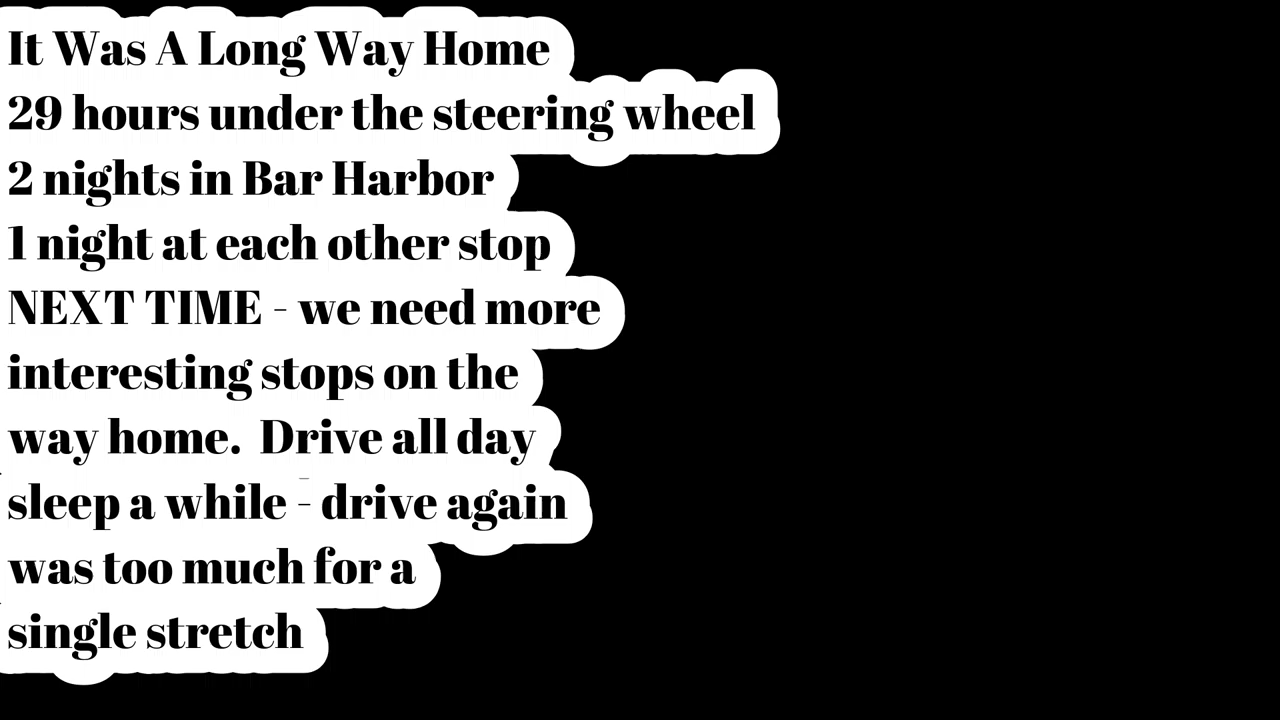 It Was A Long Way Home
29 hours under the steering wheel
2 nights in Bar Harbor
1 night at each other stop
NEXT TIME - we need more
interesting stops on the
way home.  Drive all day
sleep a while - drive again
was too much for a
single stretch